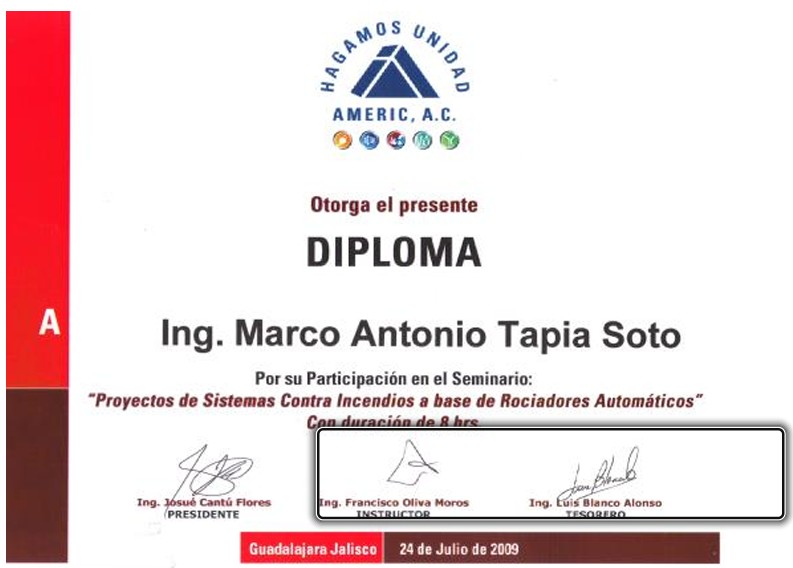 HAGAMOS UNIDAD
AMERIC, A.C.
Otorga el presente
DIPLOMA
A
Ing. Marco Antonio Tapia Soto
Por su Participación en el Seminario:
"Proyectos de Sistemas Contra Incendios a base de Rociadores Automáticos"
Con duración de 8 hrs
Ing. Josué Cantú Flores
PRESIDENTE
Ing. Francisco Oliva Moros
INSTRUCTOR
Luis Blanco
Ing. Luis Blanco Alonso
TESORERO
Guadalajara Jalisco
24 de Julio de 2009